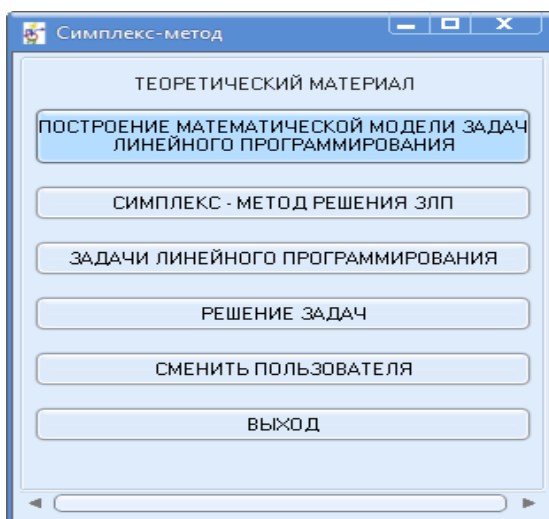 Симплекс-метод
ТЕОРЕТИЧЕСКИЙ МАТЕРИАЛ
ПОСТРОЕНИЕ МАТЕМАТИЧЕСКОЙ МОДЕЛИ ЗАДАЧ
ЛИНЕЙНОГО ПРОГРАММИРОВАНИЯ
СИМПЛЕКС - МЕТОД РЕШЕНИЯ ЗЛП
ЗАДАЧИ ЛИНЕЙНОГО ПРОГРАММИРОВАНИЯ
РЕШЕНИЕ ЗАДАЧ
СМЕНИТЬ ПОЛЬЗОВАТЕЛЯ
ВЫХОД